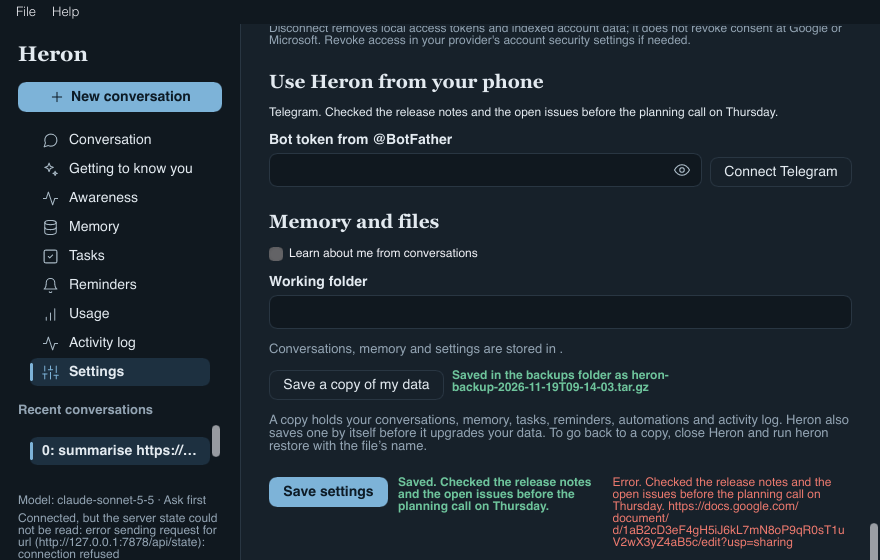 File Help
Heron
New conversation
Conversation
Getting to know you
Awareness
Memory
Tasks
Reminders
Usage
Activity log
Settings
Recent conversations
0: summarise https://...
Model: claude-sonnet-5-5 · Ask first
Connected, but the server state could
not be read: error sending request for
url (http://127.0.0.1:7878/api/state):
connection refused
Disconnect removes local access tokens and indexed account data; it does not revoke consent at Google or
Microsoft. Revoke access in your provider's account security settings if needed.
Use Heron from your phone
Telegram. Checked the release notes and the open issues before the planning call on Thursday.
Bot token from @BotFather
Connect Telegram
Memory and files
Learn about me from conversations
Working folder
Conversations, memory and settings are stored in .
Save a copy of my data
Saved in the backups folder as heron-
backup-2026-11-19T09-14-03.tar.gz
A copy holds your conversations, memory, tasks, reminders, automations and activity log. Heron also
saves one by itself before it upgrades your data. To go back to a copy, close Heron and run heron
restore with the file's name.
Save settings
Saved. Checked the release notes
and the open issues before the
planning call on Thursday.
Error. Checked the release notes and the
open issues before the planning call on
Thursday. https://docs.google.com/
document/
d/1aB2cD3eF4gH5iJ6kL7mN8oP9qR0sT1u
V2wX3yZ4aB5c/edit?usp=sharing